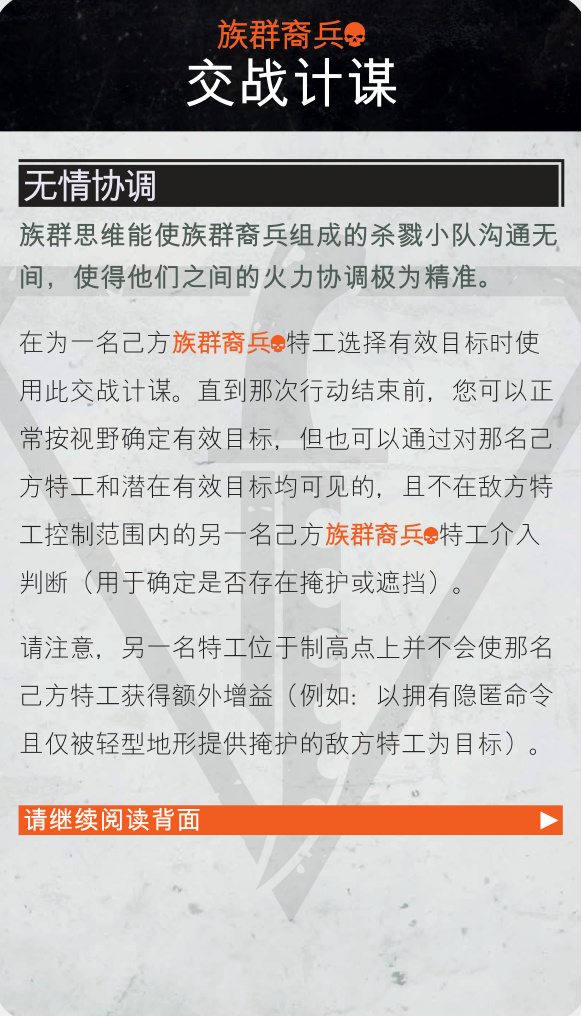 族群裔兵
交战计谋
无情协调
族群思维能使族群裔兵组成的杀戮小队沟通无
间，使得他们之间的火力协调极为精准。
在为一名己方族群裔兵特工选择有效目标时使
用此交战计谋。直到那次行动结束前，您可以正
常按视野确定有效目标，但也可以通过对那名己
方特工和潜在有效目标均可见的，且不在敌方特
工控制范围内的另一名己方族群裔兵特工介入
判断（用于确定是否存在掩护或遮挡）。
请注意，另一名特工位于制高点上并不会使那名
己方特工获得额外增益（例如：以拥有隐匿命令
且仅被轻型地形提供掩护的敌方特工为目标）。
请继续阅读背面